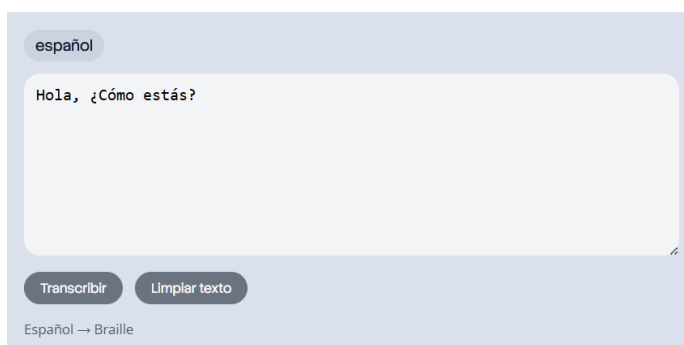 español
Hola, ¿Cómo estás?
Transcribir Limpiar texto
Español → Braille